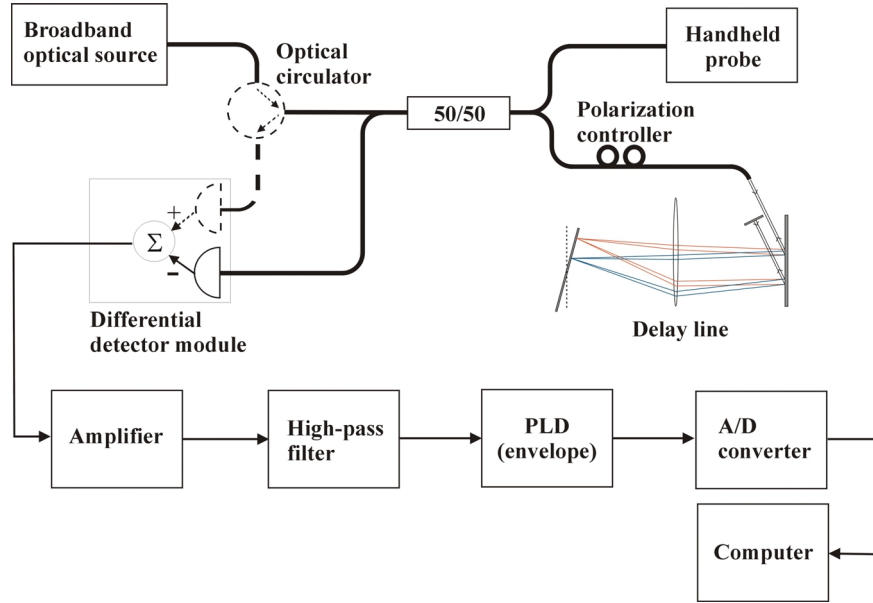 Broadband
optical source
Optical
circulator
Handheld
probe
50/50
Polarization
controller
+
Σ
-
Differential
detector module
Delay line
Amplifier
High-pass
filter
PLD
(envelope)
A/D
converter
Computer